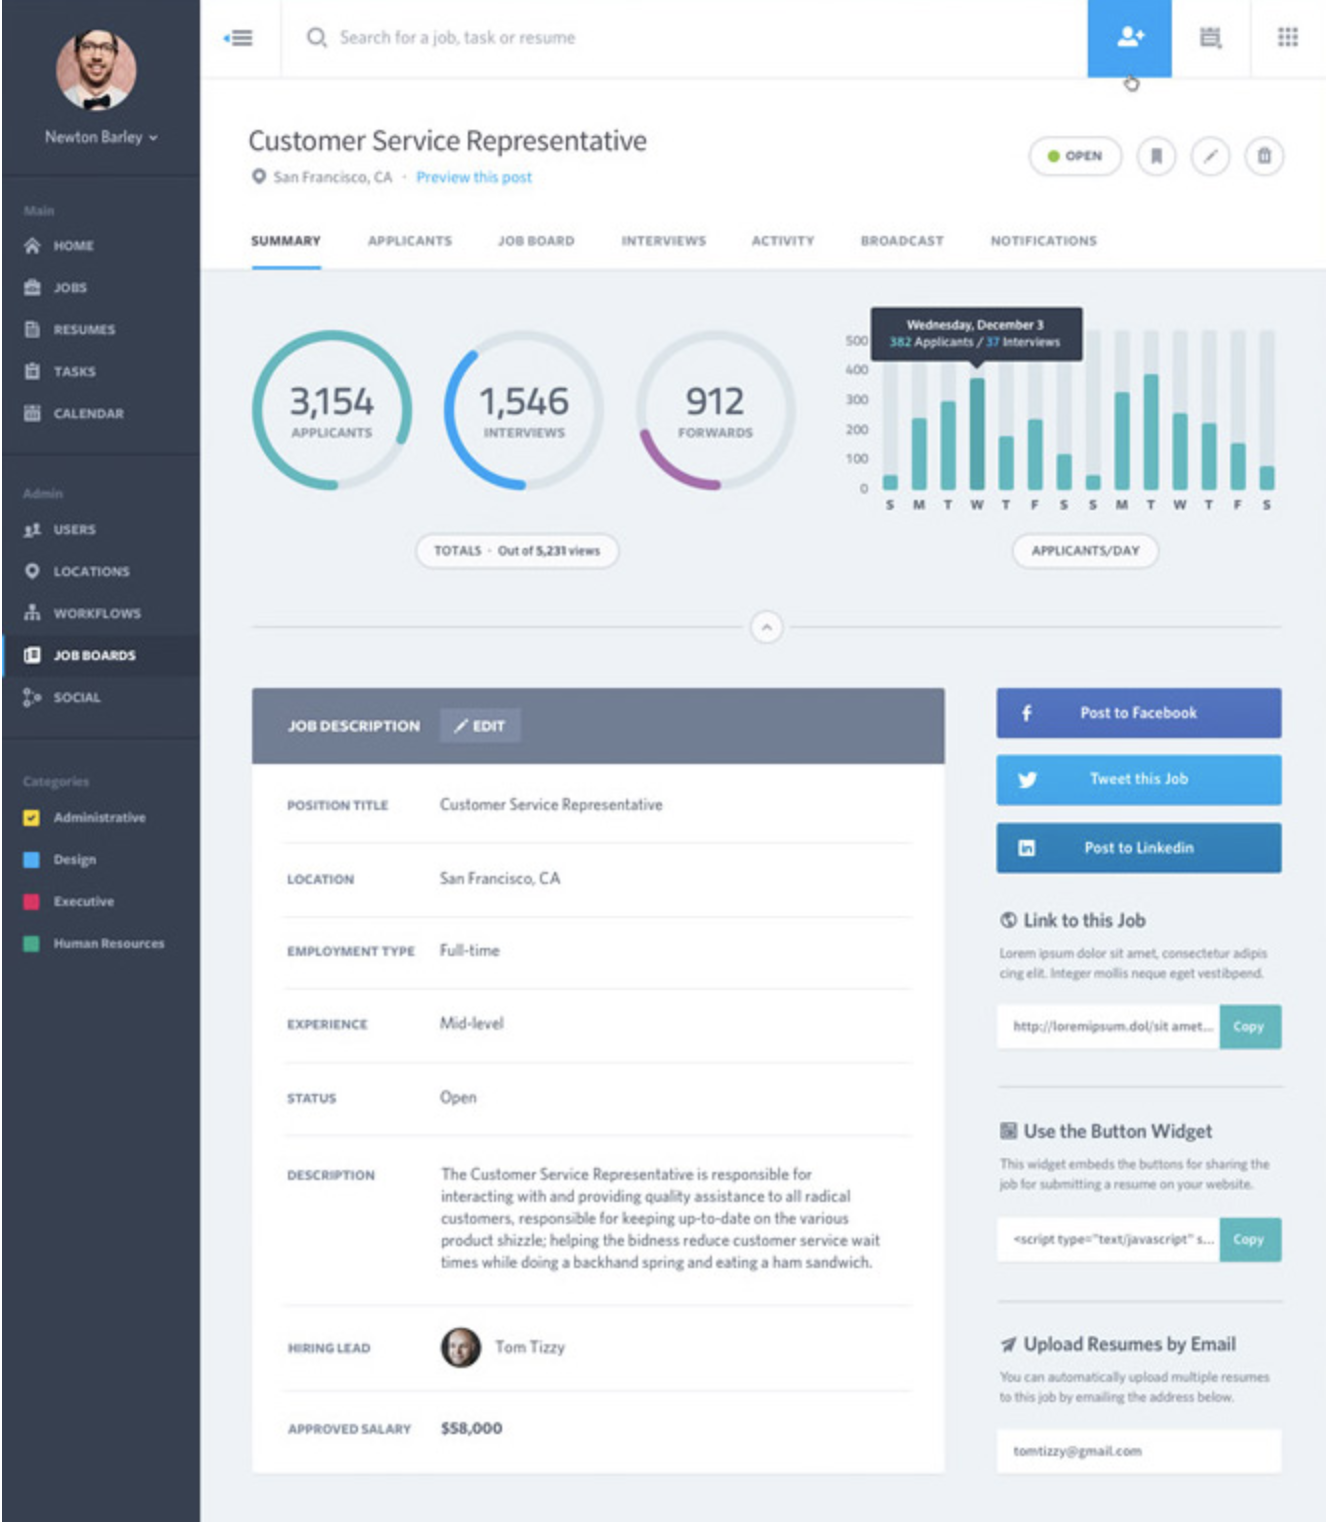 Newton Barley
Main
HOME
JOBS
RESUMES
TASKS
CALENDAR
Admin
USERS
LOCATIONS
WORKFLOWS
JOB BOARDS
SOCIAL
Categories
Administrative
Design
Executive
Human Resources
Search for a job, task or resume
Customer Service Representative
San Francisco, CA · Preview this post
OPEN
SUMMARY APPLICANTS JOB BOARD INTERVIEWS ACTIVITY BROADCAST NOTIFICATIONS
3,154
APPLICANTS
1,546
INTERVIEWS
912
FORWARDS
TOTALS · Out of 5,231 views
Wednesday, December 3
382 Applicants / 37 Interviews
500
400
300
200
100
0
S M T W T F S S M T W T F S
APPLICANTS/DAY
JOB DESCRIPTION EDIT
POSITION TITLE Customer Service Representative
LOCATION San Francisco, CA
EMPLOYMENT TYPE Full-time
EXPERIENCE Mid-level
STATUS Open
DESCRIPTION The Customer Service Representative is responsible for
interacting with and providing quality assistance to all radical
customers, responsible for keeping up-to-date on the various
product shizzle; helping the bidness reduce customer service wait
times while doing a backhand spring and eating a ham sandwich.
HIRING LEAD Tom Tizzy
APPROVED SALARY $58,000
Post to Facebook
Tweet this Job
Post to Linkedin
Link to this Job
Lorem ipsum dolor sit amet, consectetur adipis
cing elit. Integer mollis neque eget vestibpend.
http://loremipsum.dol/sit amet... Copy
Use the Button Widget
This widget embeds the buttons for sharing the
job for submitting a resume on your website.
<script type="text/javascript" s... Copy
Upload Resumes by Email
You can automatically upload multiple resumes
to this job by emailing the address below.
tomtizzy@gmail.com